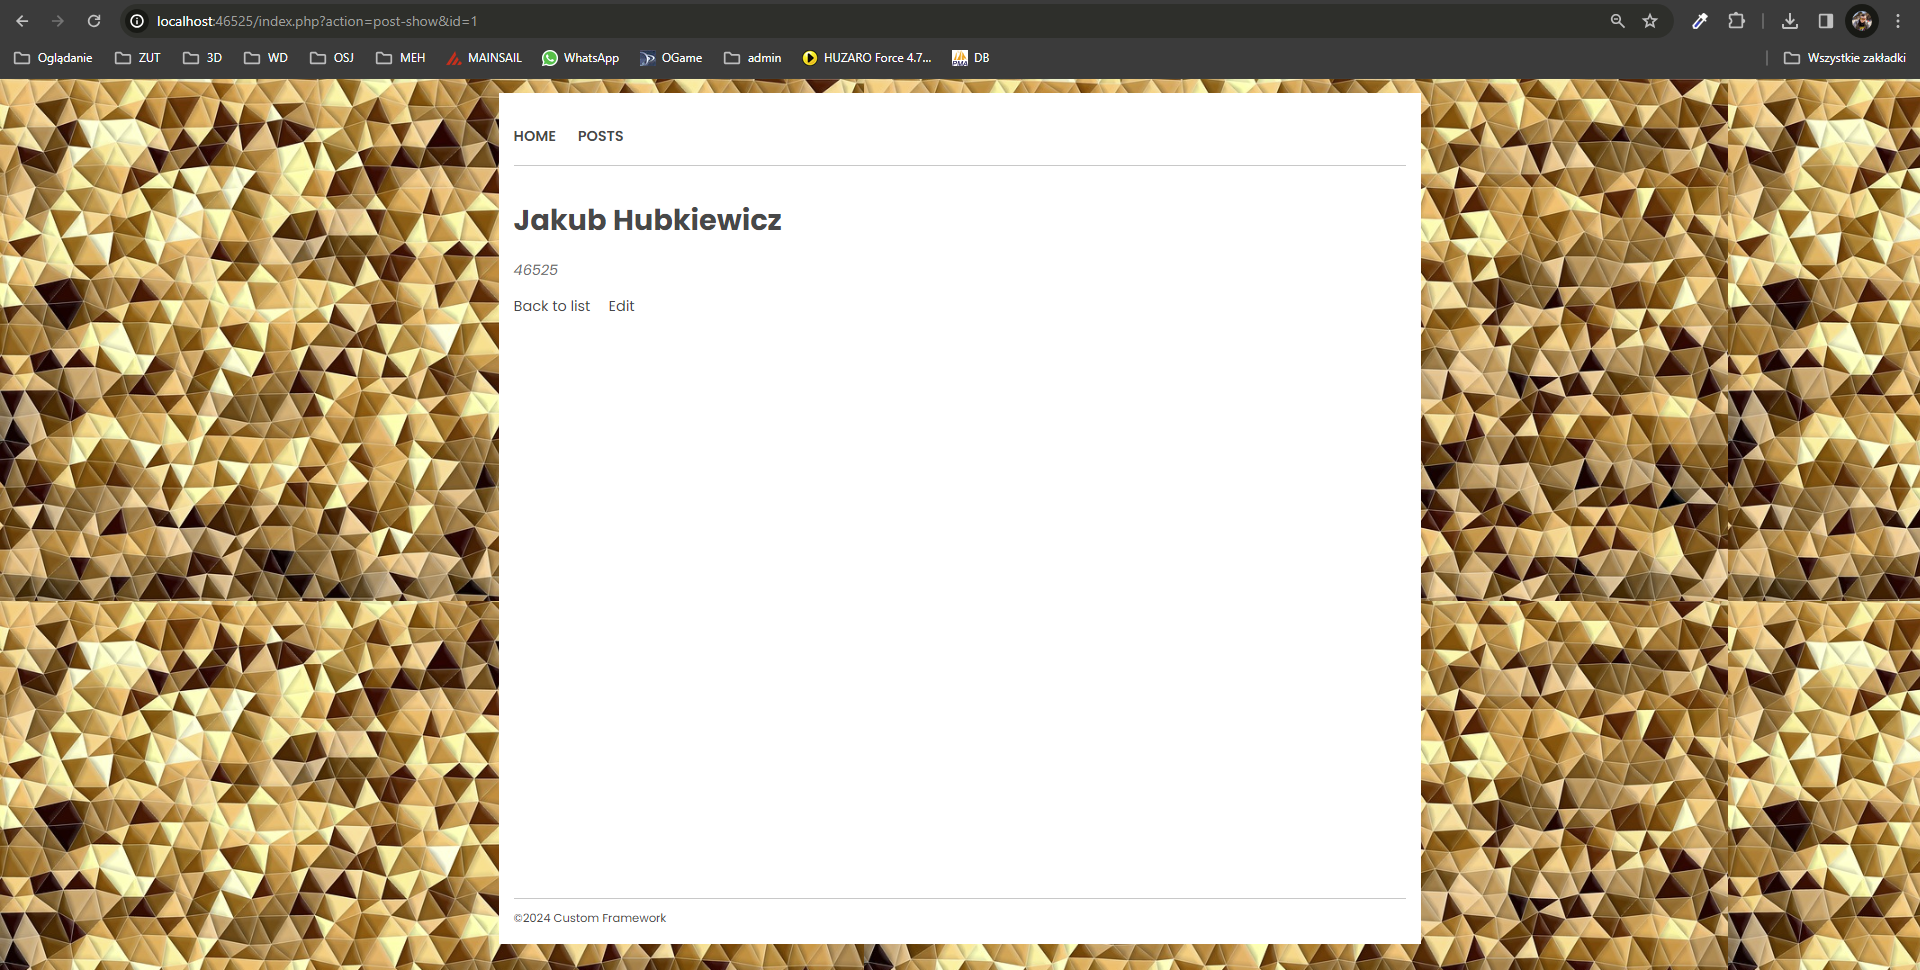 localhost:46525/index.php?action=post-show&id=1
Oglądanie ZUT 3D WD OSJ MEH MAINSAIL WhatsApp OGame admin HUZARO Force 4.7... DB Wszystkie zakładki
HOME POSTS
Jakub Hubkiewicz
46525
Back to list Edit
©2024 Custom Framework